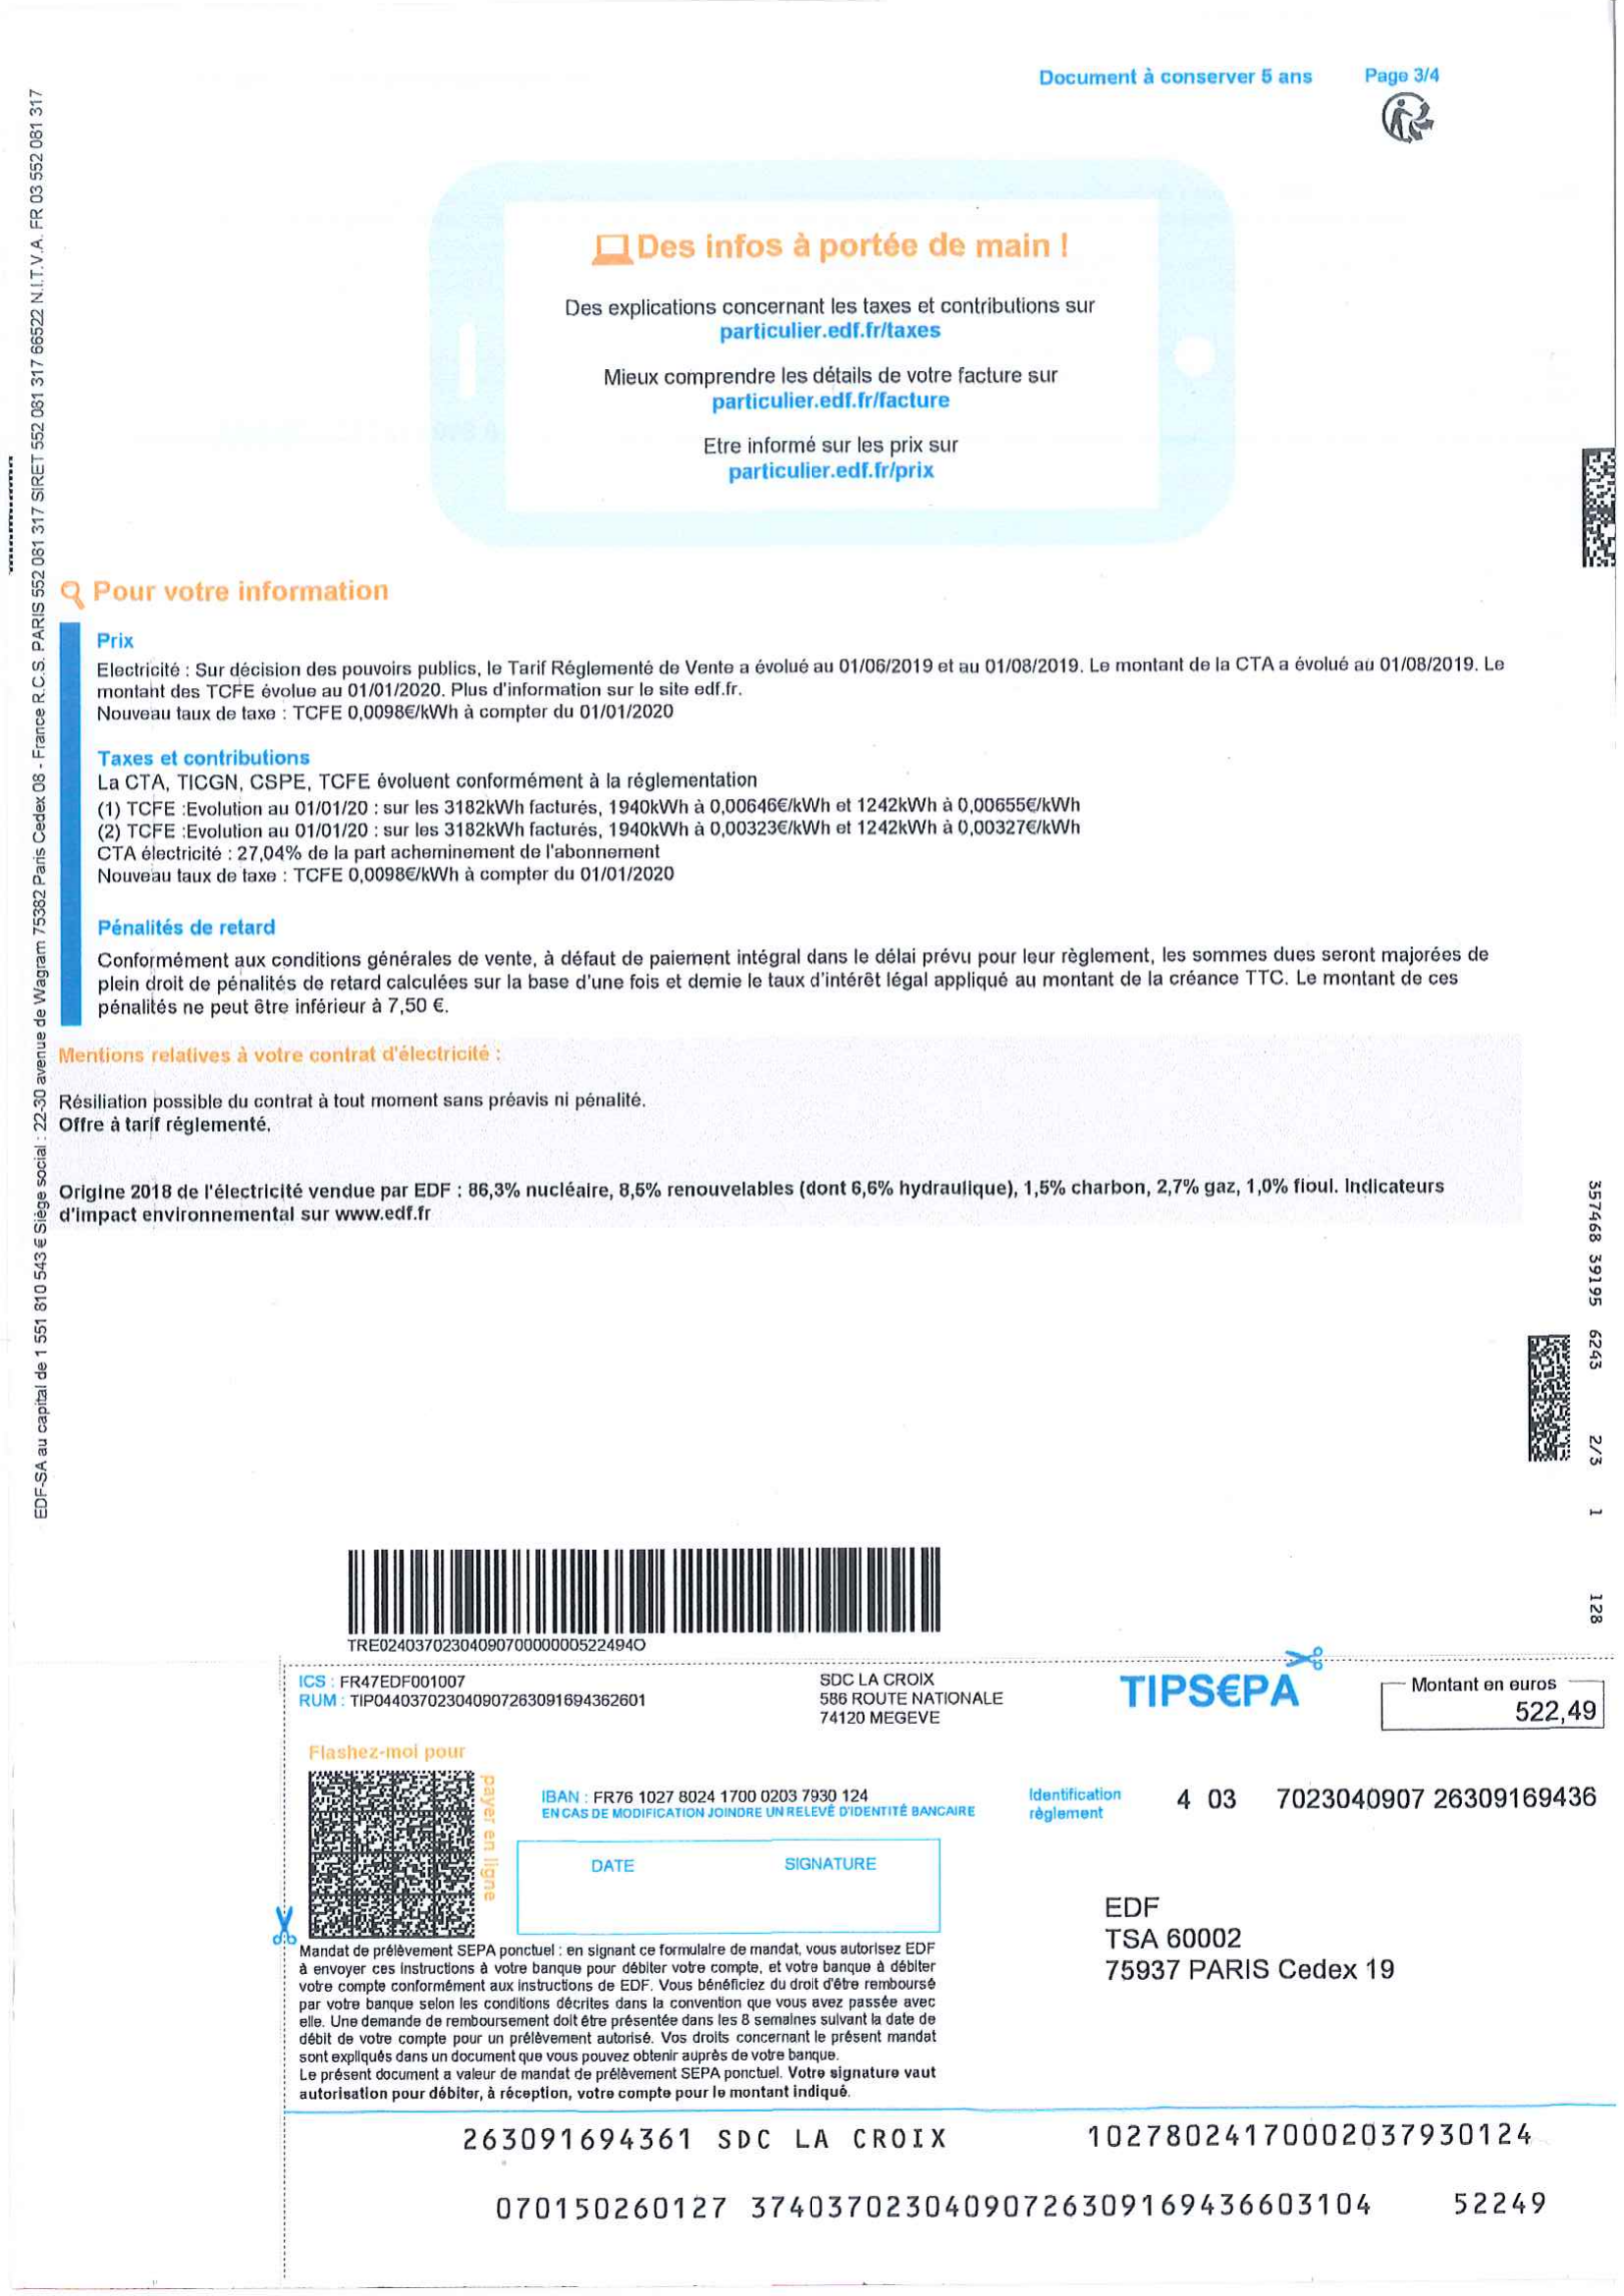 Document à conserver 5 ans Page 3/4
Des infos à portée de main !
Des explications concernant les taxes et contributions sur
particulier.edf.fr/taxes
Mieux comprendre les détails de votre facture sur
particulier.edf.fr/facture
Etre informé sur les prix sur
particulier.edf.fr/prix
EDF-SA au capital de 1 551 810 543 € Siège social : 22-30 avenue de Wagram 75382 Paris Cedex 08 - France R.C.S. PARIS 552 081 317 SIRET 552 081 317 66522 N.I.T.V.A. FR 03 552 081 317
Pour votre information
Prix
Electricité : Sur décision des pouvoirs publics, le Tarif Réglementé de Vente a évolué au 01/06/2019 et au 01/08/2019. Le montant de la CTA a évolué au 01/08/2019. Le
montant des TCFE évolue au 01/01/2020. Plus d'information sur le site edf.fr.
Nouveau taux de taxe : TCFE 0,0098€/kWh à compter du 01/01/2020
Taxes et contributions
La CTA, TICGN, CSPE, TCFE évoluent conformément à la réglementation
(1) TCFE :Evolution au 01/01/20 : sur les 3182kWh facturés, 1940kWh à 0,00646€/kWh et 1242kWh à 0,00655€/kWh
(2) TCFE :Evolution au 01/01/20 : sur les 3182kWh facturés, 1940kWh à 0,00323€/kWh et 1242kWh à 0,00327€/kWh
CTA électricité : 27,04% de la part acheminement de l'abonnement
Nouveau taux de taxe : TCFE 0,0098€/kWh à compter du 01/01/2020
Pénalités de retard
Conformément aux conditions générales de vente, à défaut de paiement intégral dans le délai prévu pour leur règlement, les sommes dues seront majorées de
plein droit de pénalités de retard calculées sur la base d'une fois et demie le taux d'intérêt légal appliqué au montant de la créance TTC. Le montant de ces
pénalités ne peut être inférieur à 7,50 €.
Mentions relatives à votre contrat d'électricité :
Résiliation possible du contrat à tout moment sans préavis ni pénalité.
Offre à tarif réglementé.
Origine 2018 de l'électricité vendue par EDF : 86,3% nucléaire, 8,5% renouvelables (dont 6,6% hydraulique), 1,5% charbon, 2,7% gaz, 1,0% fioul. Indicateurs
d'impact environnemental sur www.edf.fr
357468 39195 6243 2/3 1 128
TRE02403702304090700000005224940
ICS : FR47EDF001007
RUM : TIP044037023040907263091694362601
SDC LA CROIX
586 ROUTE NATIONALE
74120 MEGEVE
TIPS€PA
Montant en euros
522,49
Flashez-moi pour
payer en ligne
IBAN : FR76 1027 8024 1700 0203 7930 124
EN CAS DE MODIFICATION JOINDRE UN RELEVÉ D'IDENTITÉ BANCAIRE
Identification
règlement
4 03 7023040907 26309169436
DATE SIGNATURE
EDF
TSA 60002
75937 PARIS Cedex 19
Mandat de prélèvement SEPA ponctuel : en signant ce formulaire de mandat, vous autorisez EDF
à envoyer ces instructions à votre banque pour débiter votre compte, et votre banque à débiter
votre compte conformément aux instructions de EDF. Vous bénéficiez du droit d'être remboursé
par votre banque selon les conditions décrites dans la convention que vous avez passée avec
elle. Une demande de remboursement doit être présentée dans les 8 semaines suivant la date de
débit de votre compte pour un prélèvement autorisé. Vos droits concernant le présent mandat
sont expliqués dans un document que vous pouvez obtenir auprès de votre banque.
Le présent document a valeur de mandat de prélèvement SEPA ponctuel. Votre signature vaut
autorisation pour débiter, à réception, votre compte pour le montant indiqué.
263091694361 SDC LA CROIX 10278024170002037930124
070150260127 37403702304090726309169436603104 52249